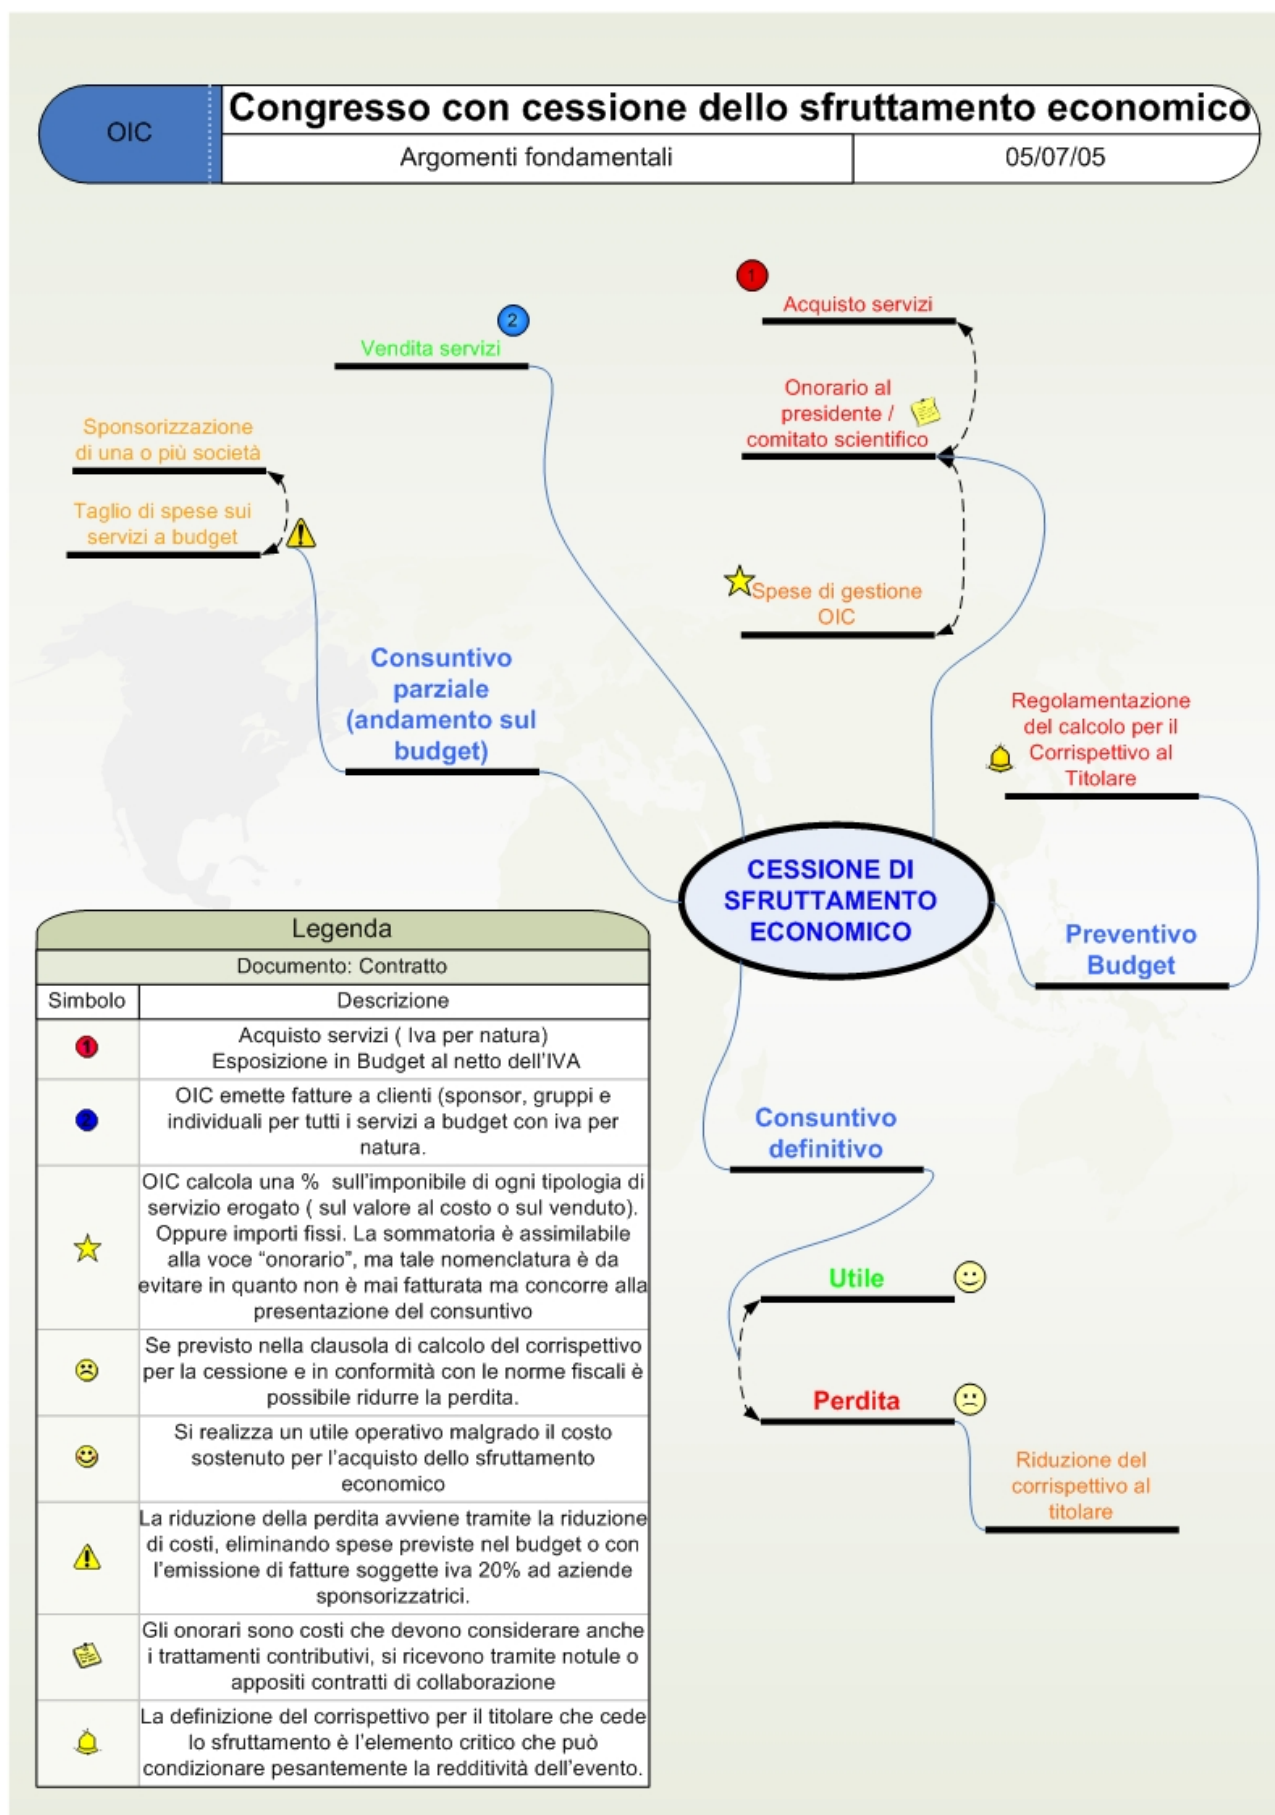 OIC
Congresso con cessione dello sfruttamento economico
Argomenti fondamentali
05/07/05
1
Acquisto servizi
2
Vendita servizi
Onorario al
presidente /
comitato scientifico
Sponsorizzazione
di una o più società
Taglio di spese sui
servizi a budget
Spese di gestione
OIC
Consuntivo
parziale
(andamento sul
budget)
Regolamentazione
del calcolo per il
Corrispettivo al
Titolare
CESSIONE DI
SFRUTTAMENTO
ECONOMICO
Preventivo
Budget
Consuntivo
definitivo
Utile
Perdita
Riduzione del
corrispettivo al
titolare
Legenda
Documento: Contratto
Simbolo
Descrizione
1
Acquisto servizi ( Iva per natura)
Esposizione in Budget al netto dell'IVA
2
OIC emette fatture a clienti (sponsor, gruppi e
individuali per tutti i servizi a budget con iva per
natura.
OIC calcola una % sull'imponibile di ogni tipologia di
servizio erogato ( sul valore al costo o sul venduto).
Oppure importi fissi. La sommatoria è assimilabile
alla voce "onorario", ma tale nomenclatura è da
evitare in quanto non è mai fatturata ma concorre alla
presentazione del consuntivo
Se previsto nella clausola di calcolo del corrispettivo
per la cessione e in conformità con le norme fiscali è
possibile ridurre la perdita.
Si realizza un utile operativo malgrado il costo
sostenuto per l'acquisto dello sfruttamento
economico
La riduzione della perdita avviene tramite la riduzione
di costi, eliminando spese previste nel budget o con
l'emissione di fatture soggette iva 20% ad aziende
sponsorizzatrici.
Gli onorari sono costi che devono considerare anche
i trattamenti contributivi, si ricevono tramite notule o
appositi contratti di collaborazione
La definizione del corrispettivo per il titolare che cede
lo sfruttamento è l'elemento critico che può
condizionare pesantemente la redditività dell'evento.